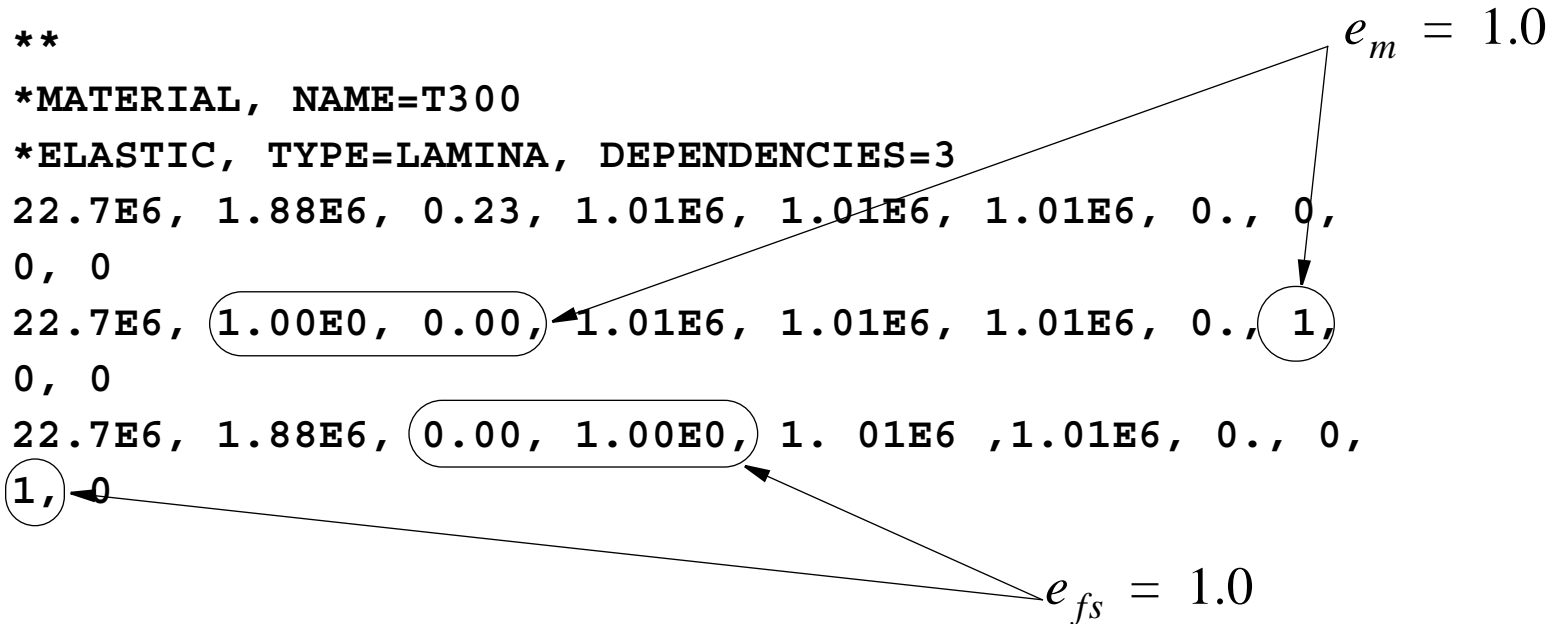 e_m = 1.0
**
*MATERIAL, NAME=T300
*ELASTIC, TYPE=LAMINA, DEPENDENCIES=3
22.7E6, 1.88E6, 0.23, 1.01E6, 1.01E6, 1.01E6, 0., 0,
0, 0
22.7E6, 1.00E0, 0.00, 1.01E6, 1.01E6, 1.01E6, 0., 1,
0, 0
22.7E6, 1.88E6, 0.00, 1.00E0, 1. 01E6 ,1.01E6, 0., 0,
1, 0
e_fs = 1.0